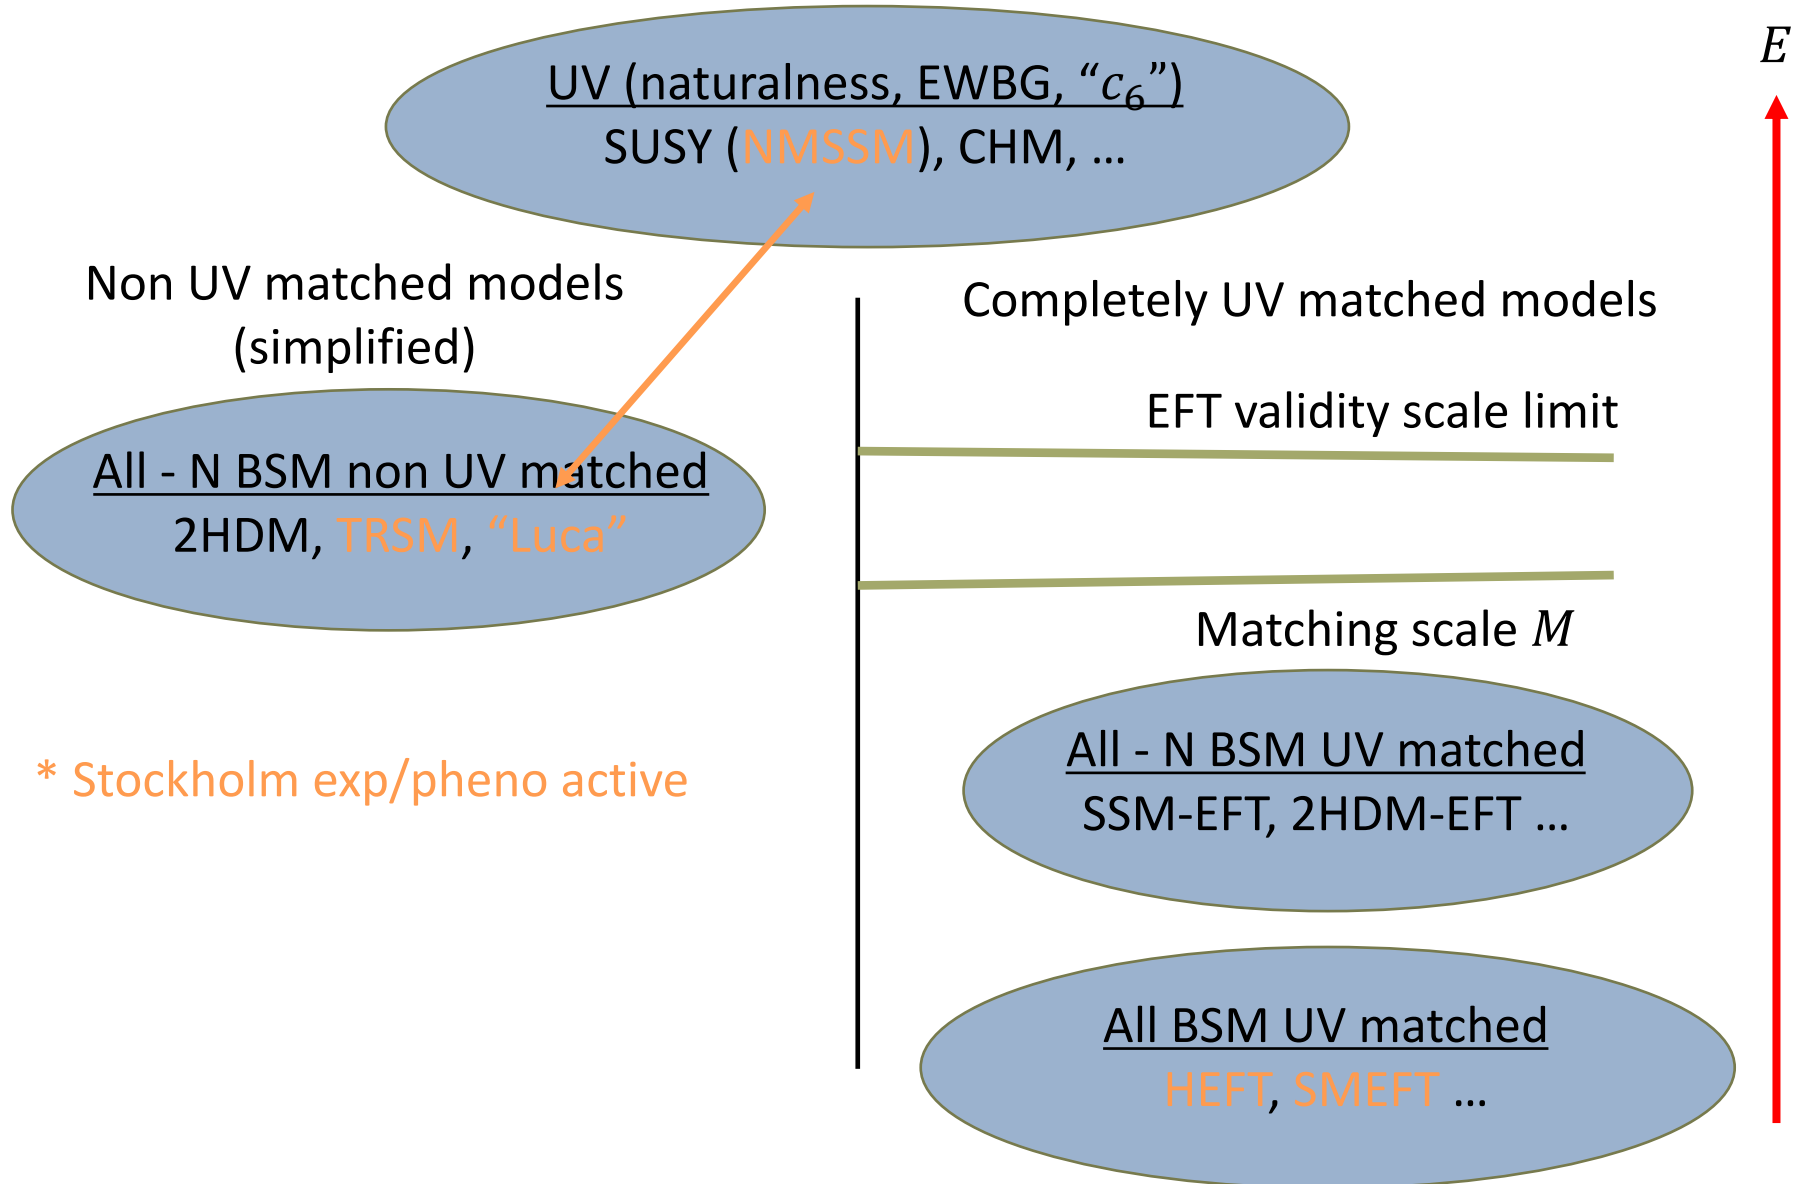 UV (naturalness, EWBG, “c₆”)
SUSY (NMSSM), CHM, ...
E
Non UV matched models
(simplified)
Completely UV matched models
EFT validity scale limit
All - N BSM non UV matched
2HDM, TRSM, “Luca”
Matching scale M
All - N BSM UV matched
SSM-EFT, 2HDM-EFT ...
* Stockholm exp/pheno active
All BSM UV matched
HEFT, SMEFT ...